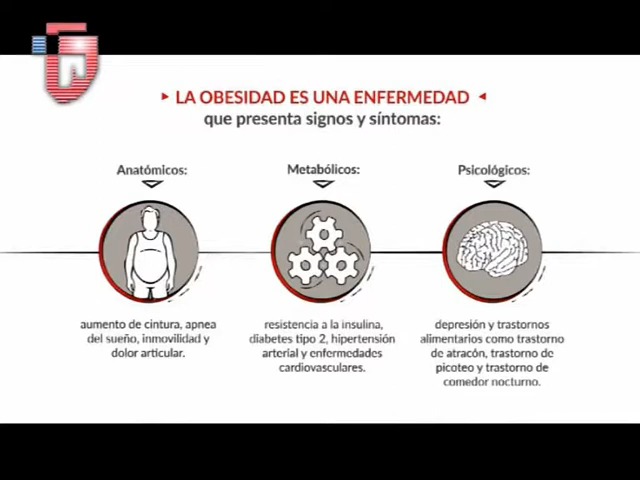 LA OBESIDAD ES UNA ENFERMEDAD
que presenta signos y síntomas:
Anatómicos:
aumento de cintura, apnea
del sueño, inmovilidad y
dolor articular.
Metabólicos:
resistencia a la insulina,
diabetes tipo 2, hipertensión
arterial y enfermedades
cardiovasculares.
Psicológicos:
depresión y trastornos
alimentarios como trastorno
de atracón, trastorno de
picoteo y trastorno de
comedor nocturno.